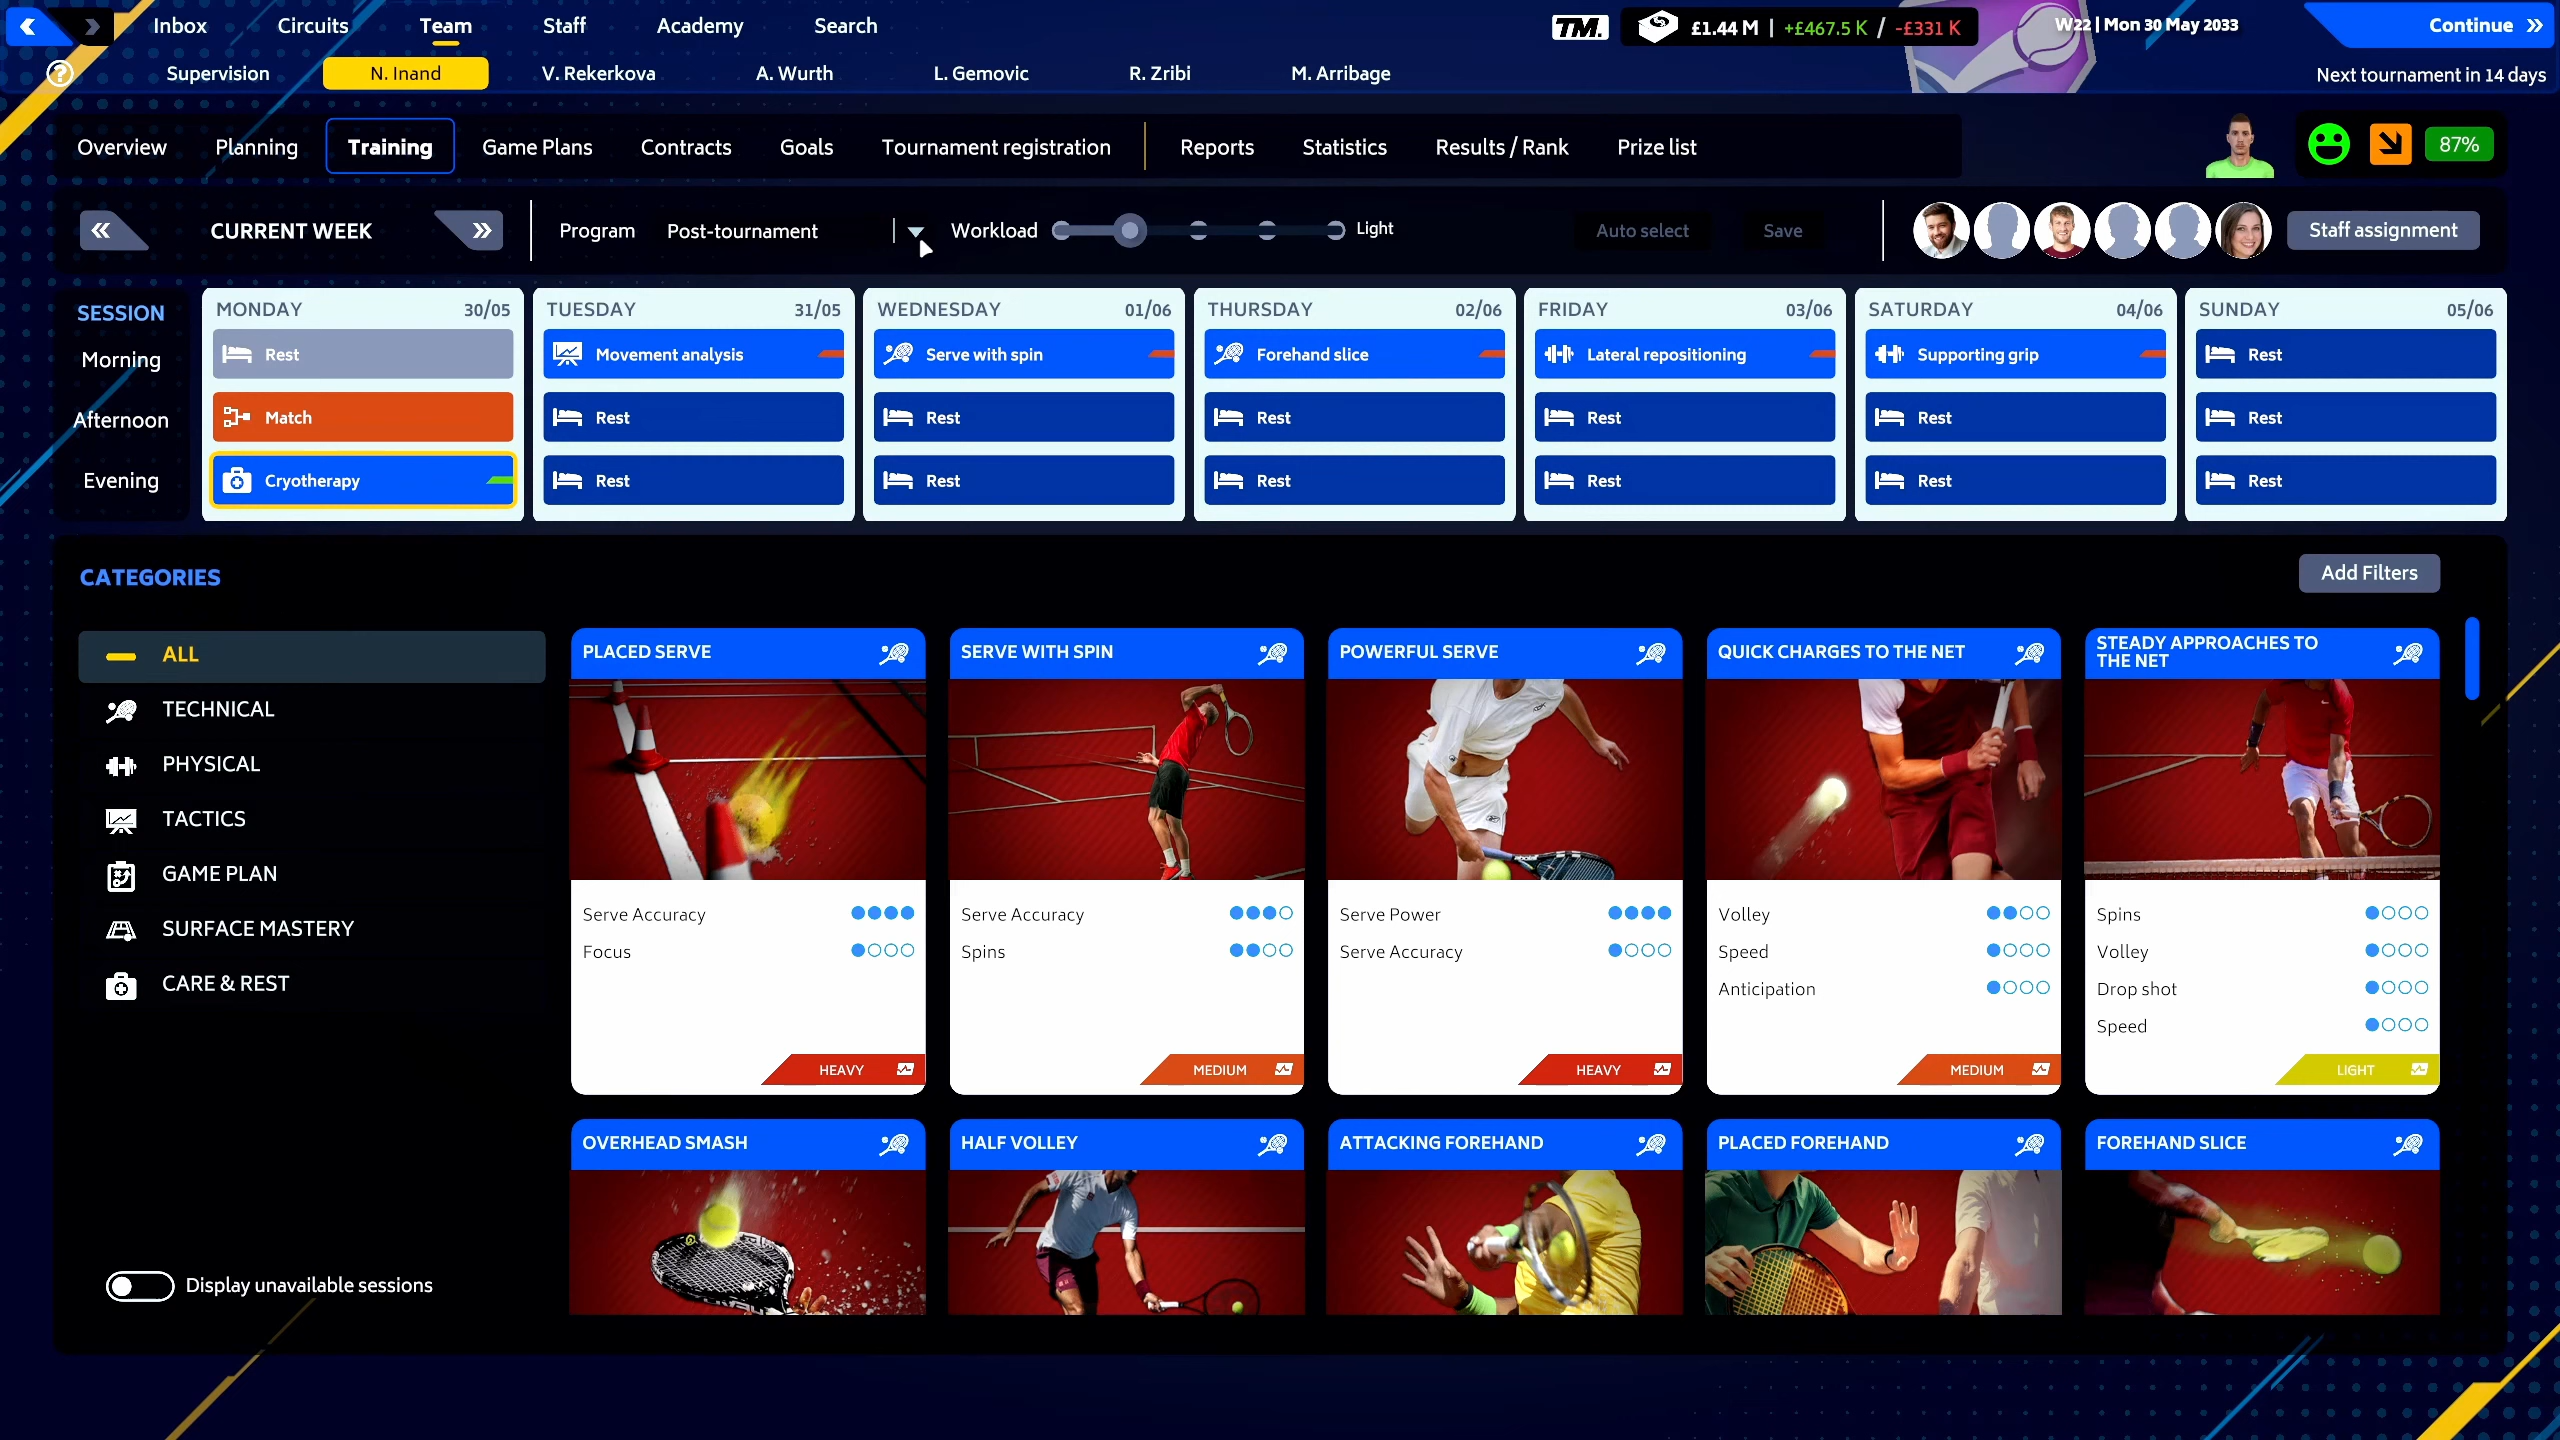 Inbox Circuits Team Staff Academy Search TM. £1.44 M | +£467.5 K / -£331 K W22 | Mon 30 May 2033 Continue
Supervision N. Inand V. Rekerkova A. Wurth L. Gemovic R. Zribi M. Arribage Next tournament in 14 days
Overview Planning Training Game Plans Contracts Goals Tournament registration Reports Statistics Results / Rank Prize list 87%
CURRENT WEEK Program Post-tournament Workload Light Auto select Save Staff assignment
SESSION MONDAY 30/05 TUESDAY 31/05 WEDNESDAY 01/06 THURSDAY 02/06 FRIDAY 03/06 SATURDAY 04/06 SUNDAY 05/06
Morning Rest Movement analysis Serve with spin Forehand slice Lateral repositioning Supporting grip Rest
Afternoon Match Rest Rest Rest Rest Rest Rest
Evening Cryotherapy Rest Rest Rest Rest Rest Rest
CATEGORIES Add Filters
ALL
TECHNICAL
PHYSICAL
TACTICS
GAME PLAN
SURFACE MASTERY
CARE & REST
Display unavailable sessions
PLACED SERVE
Serve Accuracy
Focus
HEAVY
SERVE WITH SPIN
Serve Accuracy
Spins
MEDIUM
POWERFUL SERVE
Serve Power
Serve Accuracy
HEAVY
QUICK CHARGES TO THE NET
Volley
Speed
Anticipation
MEDIUM
STEADY APPROACHES TO
THE NET
Spins
Volley
Drop shot
Speed
LIGHT
OVERHEAD SMASH
HALF VOLLEY
ATTACKING FOREHAND
PLACED FOREHAND
FOREHAND SLICE